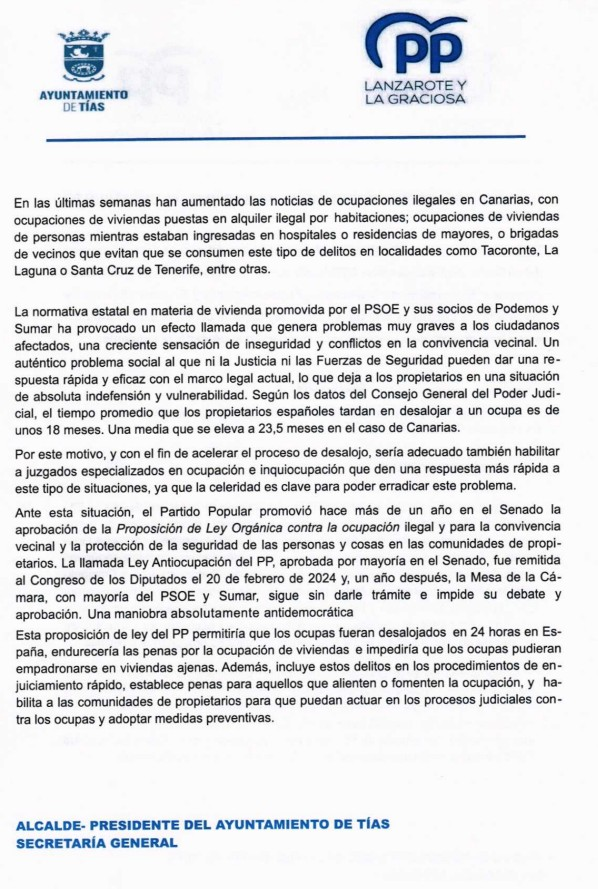 AYUNTAMIENTO
DE TÍAS
PP
LANZAROTE Y
LA GRACIOSA
En las últimas semanas han aumentado las noticias de ocupaciones ilegales en Canarias, con
ocupaciones de viviendas puestas en alquiler ilegal por habitaciones; ocupaciones de viviendas
de personas mientras estaban ingresadas en hospitales o residencias de mayores, o brigadas
de vecinos que evitan que se consumen este tipo de delitos en localidades como Tacoronte, La
Laguna o Santa Cruz de Tenerife, entre otras.
La normativa estatal en materia de vivienda promovida por el PSOE y sus socios de Podemos y
Sumar ha provocado un efecto llamada que genera problemas muy graves a los ciudadanos
afectados, una creciente sensación de inseguridad y conflictos en la convivencia vecinal. Un
auténtico problema social al que ni la Justicia ni las Fuerzas de Seguridad pueden dar una re-
spuesta rápida y eficaz con el marco legal actual, lo que deja a los propietarios en una situación
de absoluta indefensión y vulnerabilidad. Según los datos del Consejo General del Poder Judi-
cial, el tiempo promedio que los propietarios españoles tardan en desalojar a un ocupa es de
unos 18 meses. Una media que se eleva a 23,5 meses en el caso de Canarias.
Por este motivo, y con el fin de acelerar el proceso de desalojo, sería adecuado también habilitar
a juzgados especializados en ocupación e inquiocupación que den una respuesta más rápida a
este tipo de situaciones, ya que la celeridad es clave para poder erradicar este problema.
Ante esta situación, el Partido Popular promovió hace más de un año en el Senado la
aprobación de la Proposición de Ley Orgánica contra la ocupación ilegal y para la convivencia
vecinal y la protección de la seguridad de las personas y cosas en las comunidades de propi-
etarios. La llamada Ley Antiocupación del PP, aprobada por mayoría en el Senado, fue remitida
al Congreso de los Diputados el 20 de febrero de 2024 y, un año después, la Mesa de la Cá-
mara, con mayoría del PSOE y Sumar, sigue sin darle trámite e impide su debate y
aprobación. Una maniobra absolutamente antidemocrática
Esta proposición de ley del PP permitiría que los ocupas fueran desalojados en 24 horas en Es-
paña, endurecería las penas por la ocupación de viviendas e impediría que los ocupas pudieran
empadronarse en viviendas ajenas. Además, incluye estos delitos en los procedimientos de en-
juiciamiento rápido, establece penas para aquellos que alienten o fomenten la ocupación, y ha-
bilita a las comunidades de propietarios para que puedan actuar en los procesos judiciales con-
tra los ocupas y adoptar medidas preventivas.
ALCALDE- PRESIDENTE DEL AYUNTAMIENTO DE TÍAS
SECRETARÍA GENERAL